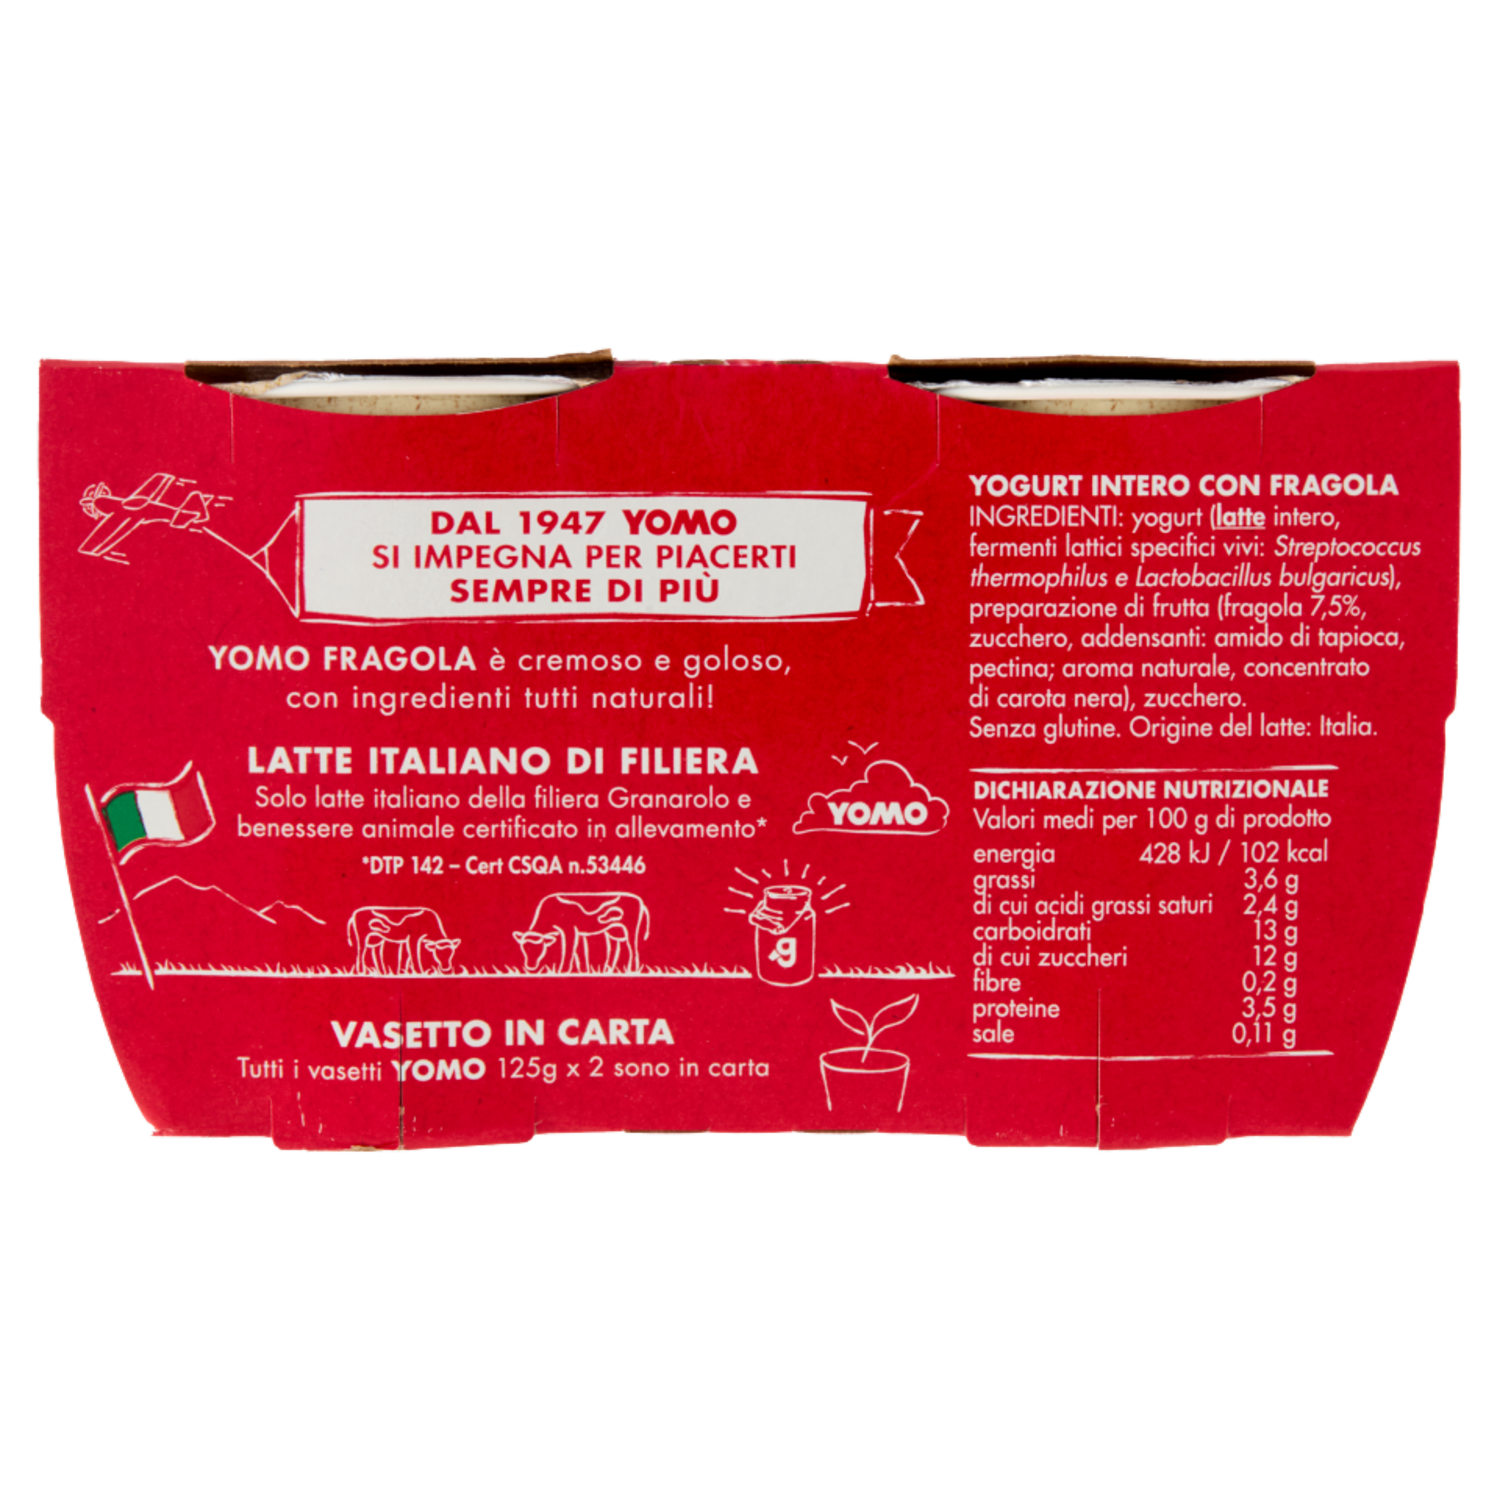 DAL 1947 YOMO
SI IMPEGNA PER PIACERTI
SEMPRE DI PIÙ
YOMO FRAGOLA è cremoso e goloso,
con ingredienti tutti naturali!
LATTE ITALIANO DI FILIERA
Solo latte italiano della filiera Granarolo e
benessere animale certificato in allevamento*
*DTP 142 – Cert CSQA n.53446
YOMO
g
VASETTO IN CARTA
Tutti i vasetti YOMO 125g x 2 sono in carta
YOGURT INTERO CON FRAGOLA
INGREDIENTI: yogurt (latte intero,
fermenti lattici specifici vivi: Streptococcus
thermophilus e Lactobacillus bulgaricus),
preparazione di frutta (fragola 7,5%,
zucchero, addensanti: amido di tapioca,
pectina; aroma naturale, concentrato
di carota nera), zucchero.
Senza glutine. Origine del latte: Italia.
DICHIARAZIONE NUTRIZIONALE
Valori medi per 100 g di prodotto
energia 428 kJ / 102 kcal
grassi 3,6 g
di cui acidi grassi saturi 2,4 g
carboidrati 13 g
di cui zuccheri 12 g
fibre 0,2 g
proteine 3,5 g
sale 0,11 g